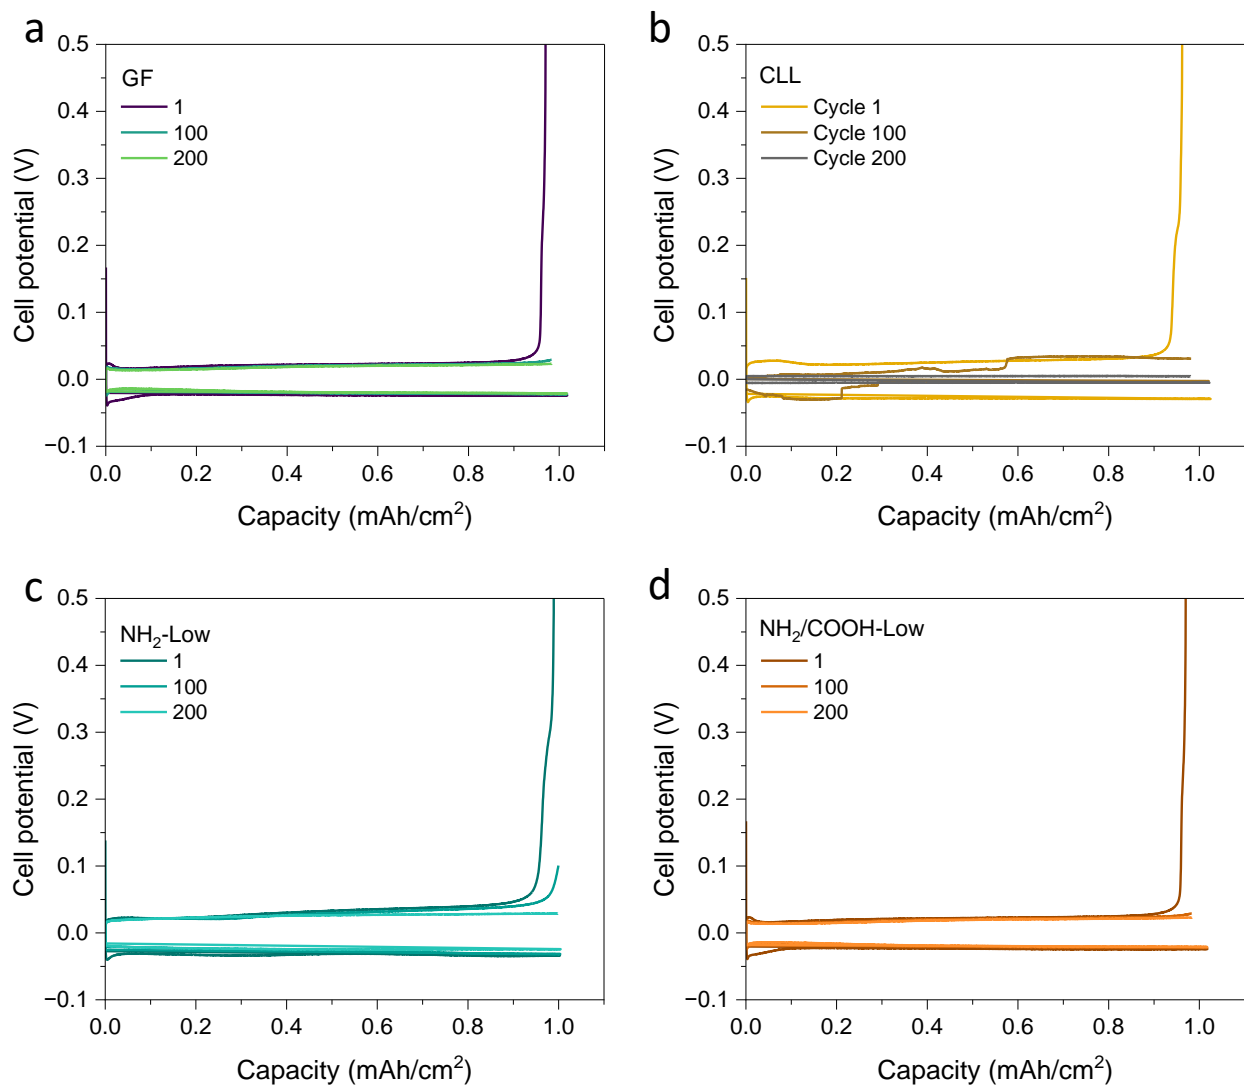 a
GF
1
100
200
0.5
0.4
0.3
0.2
0.1
0.0
−0.1
Cell potential (V)
0.0 0.2 0.4 0.6 0.8 1.0
Capacity (mAh/cm²)
b
CLL
Cycle 1
Cycle 100
Cycle 200
0.5
0.4
0.3
0.2
0.1
0.0
−0.1
Cell potential (V)
0.0 0.2 0.4 0.6 0.8 1.0
Capacity (mAh/cm²)
c
NH₂-Low
1
100
200
0.5
0.4
0.3
0.2
0.1
0.0
−0.1
Cell potential (V)
0.0 0.2 0.4 0.6 0.8 1.0
Capacity (mAh/cm²)
d
NH₂/COOH-Low
1
100
200
0.5
0.4
0.3
0.2
0.1
0.0
−0.1
Cell potential (V)
0.0 0.2 0.4 0.6 0.8 1.0
Capacity (mAh/cm²)